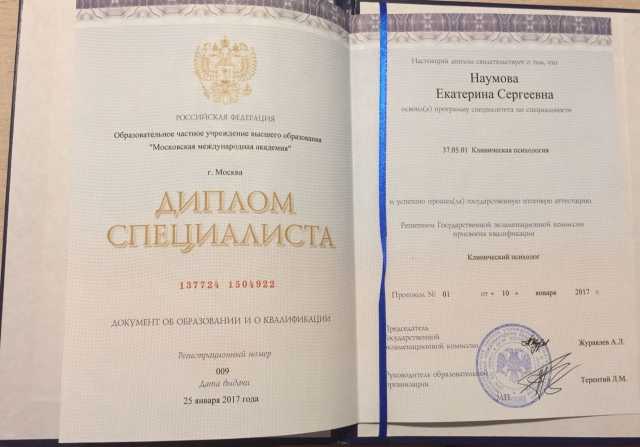 РОССИЙСКАЯ ФЕДЕРАЦИЯ
Образовательное частное учреждение высшего образования
"Московская международная академия"
г. Москва
ДИПЛОМ
СПЕЦИАЛИСТА
137724 1504922
ДОКУМЕНТ ОБ ОБРАЗОВАНИИ И О КВАЛИФИКАЦИИ
Регистрационный номер
009
Дата выдачи
25 января 2017 года
Настоящий диплом свидетельствует о том, что
Наумова
Екатерина Сергеевна
освоил(а) программу специалитета по специальности
37.05.01 Клиническая психология
и успешно прошел(ла) государственную итоговую аттестацию
Решением Государственной экзаменационной комиссии
присвоена квалификация
Клинический психолог
Протокол № 01 от « 10 » января 2017 г.
Председатель
Государственной
экзаменационной комиссии Журавлев А.Л.
Руководитель образовательной
организации Терентий Л.М.
М.П.